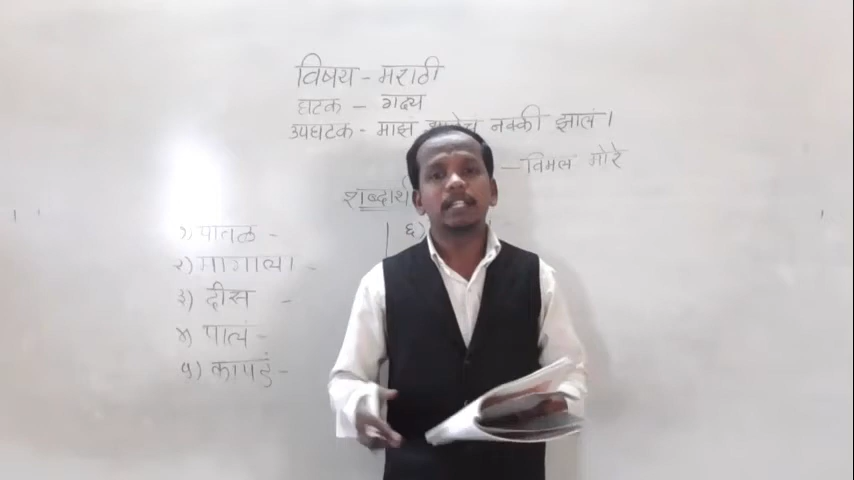 विषय - मराठी
घटक - गद्य
उपघटक - माझं नक्की झालं।
- विमल मोरे
शब्दार्थ
१) पातळ -
२) मागाल्या -
३) दीस -
४) पालं -
५) कापडं -
६)